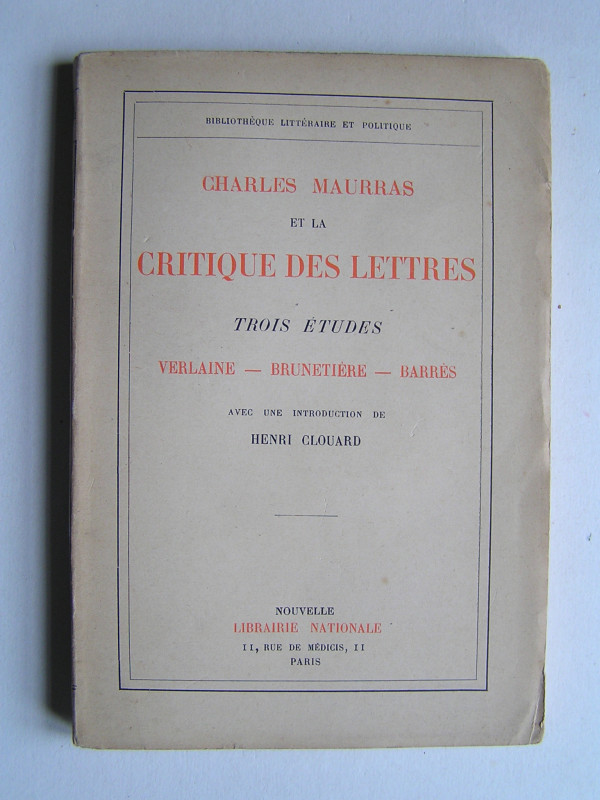 BIBLIOTHÈQUE LITTÉRAIRE ET POLITIQUE
CHARLES MAURRAS
ET LA
CRITIQUE DES LETTRES
TROIS ÉTUDES
VERLAINE — BRUNETIÉRE — BARRÈS
AVEC UNE INTRODUCTION DE
HENRI CLOUARD
NOUVELLE
LIBRAIRIE NATIONALE
11, RUE DE MÉDICIS, 11
PARIS